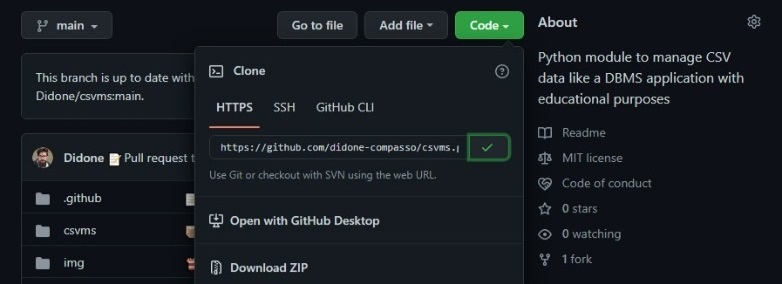 main
Go to file
Add file
Code
This branch is up to date with
Didone/csvms:main.
Didone Pull request t
.github
csvms
img
Clone
HTTPS SSH GitHub CLI
https://github.com/didone-compasso/csvms.g
Use Git or checkout with SVN using the web URL.
Open with GitHub Desktop
Download ZIP
About
Python module to manage CSV
data like a DBMS application with
educational purposes
Readme
MIT license
Code of conduct
0 stars
0 watching
1 fork